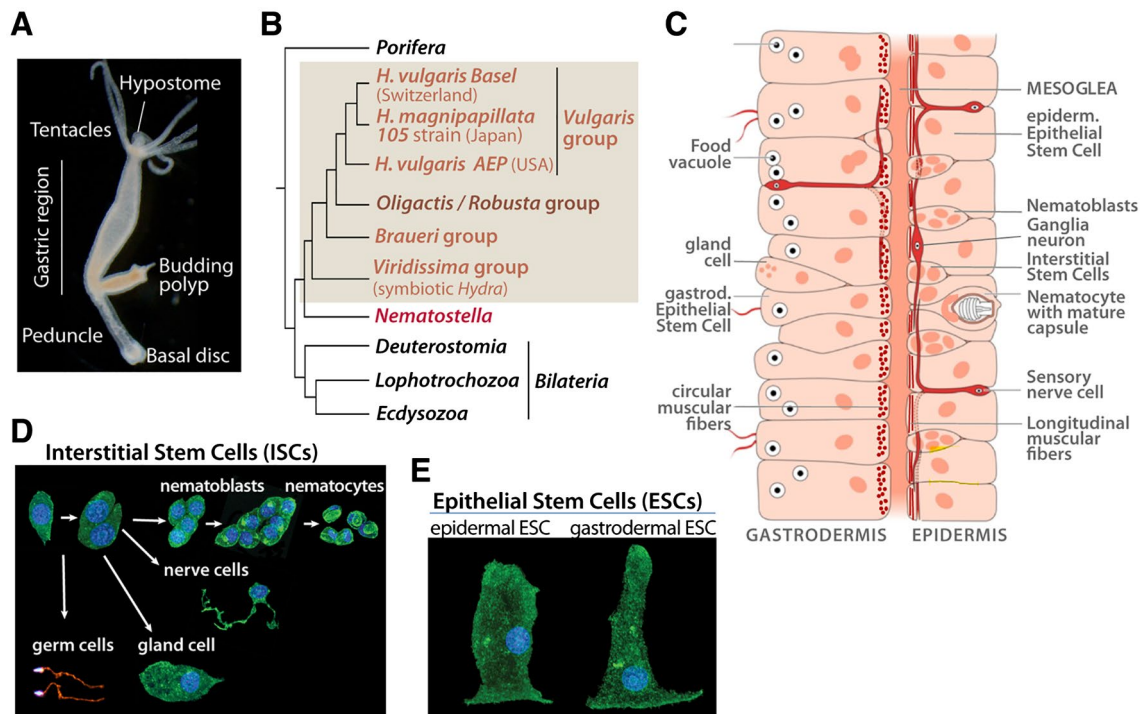 A
Hypostome
Tentacles
Gastric region
Budding
polyp
Peduncle
Basal disc
B
Porifera
H. vulgaris Basel
(Switzerland)
H. magnipapillata
105 strain (Japan)
H. vulgaris AEP (USA)
Vulgaris
group
Oligactis / Robusta group
Braueri group
Viridissima group
(symbiotic Hydra)
Nematostella
Deuterostomia
Lophotrochozoa
Ecdysozoa
Bilateria
C
Food
vacuole
gland
cell
gastrod.
Epithelial
Stem Cell
circular
muscular
fibers
MESOGLEA
epiderm.
Epithelial
Stem Cell
Nematoblasts
Ganglia
neuron
Interstitial
Stem Cells
Nematocyte
with mature
capsule
Sensory
nerve cell
Longitudinal
muscular
fibers
GASTRODERMIS
EPIDERMIS
D
Interstitial Stem Cells (ISCs)
nematoblasts
nematocytes
nerve cells
germ cells
gland cell
E
Epithelial Stem Cells (ESCs)
epidermal ESC
gastrodermal ESC